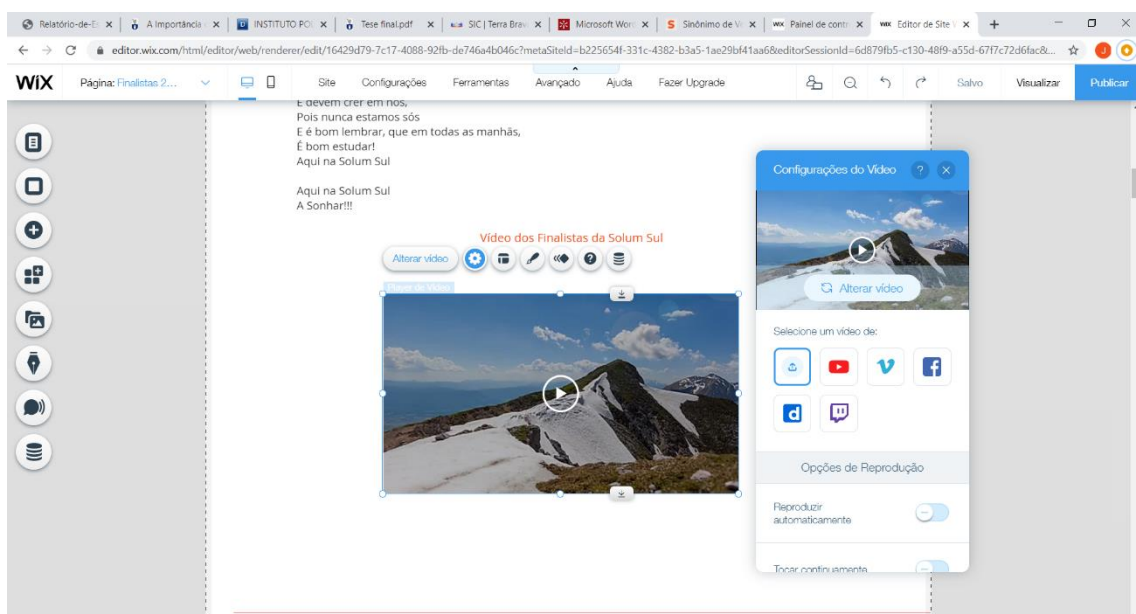 Relatório-de-Es
A Importância
INSTITUTO POL
Tese final.pdf
SIC | Terra Brava
Microsoft Word
Sinónimo de V
Painel de contr
Editor de Site
editor.wix.com/html/editor/web/renderer/edit/16429d79-7c17-4088-92fb-de746a4b046c?metaSiteId=b225654f-331c-4382-b3a5-1ae29bf41aa6&editorSessionId=6d879fb5-c130-48f9-a55d-67f7c72d6fac&...
J
WiX
Página: Finalistas 2...
Site
Configurações
Ferramentas
Avançado
Ajuda
Fazer Upgrade
Salvo
Visualizar
Publicar
E devem crer em nós,
Pois nunca estamos sós
E é bom lembrar, que em todas as manhãs,
É bom estudar!
Aqui na Solum Sul
Aqui na Solum Sul
A Sonhar!!!
Vídeo dos Finalistas da Solum Sul
Alterar vídeo
Player de Vídeo
Configurações do Vídeo
Alterar vídeo
Selecione um vídeo de:
Opções de Reprodução
Reproduzir
automaticamente
Tocar continuamente